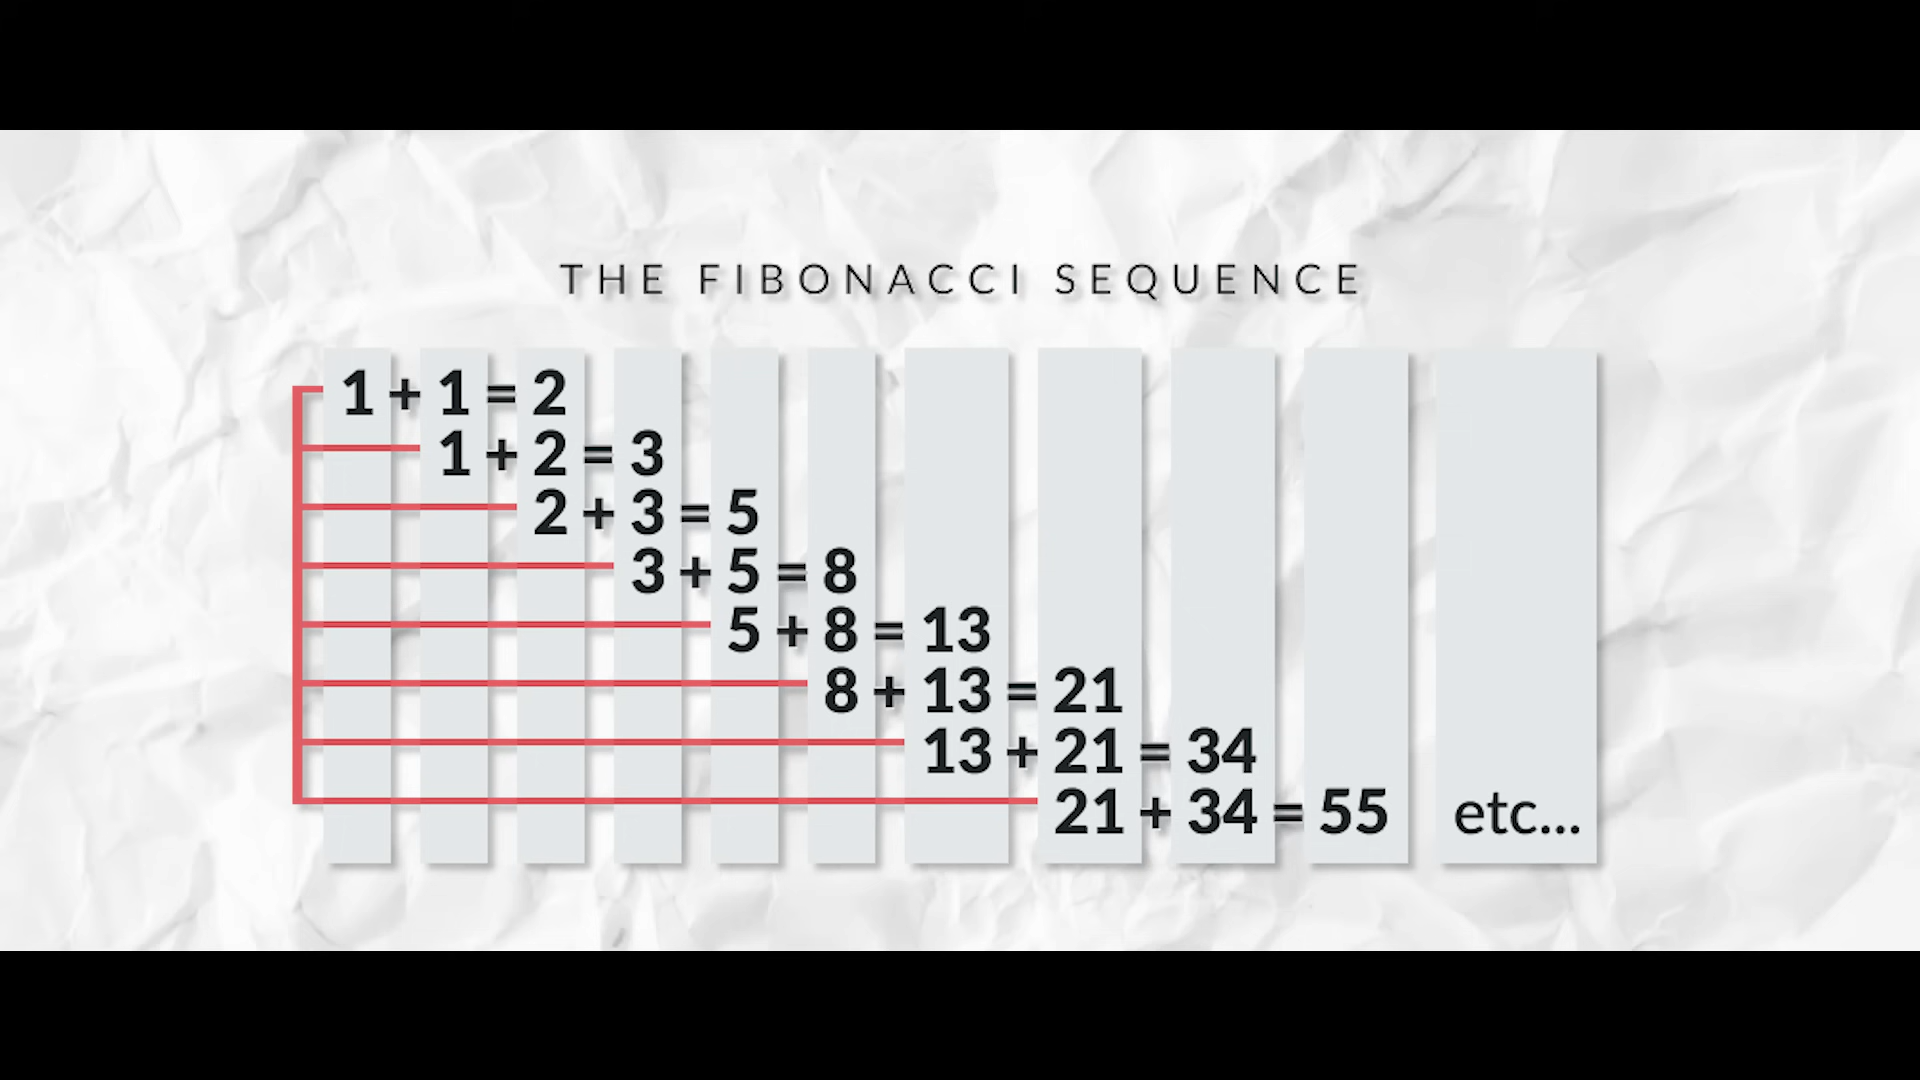 THE FIBONACCI SEQUENCE
1 + 1 = 2
1 + 2 = 3
2 + 3 = 5
3 + 5 = 8
5 + 8 = 13
8 + 13 = 21
13 + 21 = 34
21 + 34 = 55 etc...